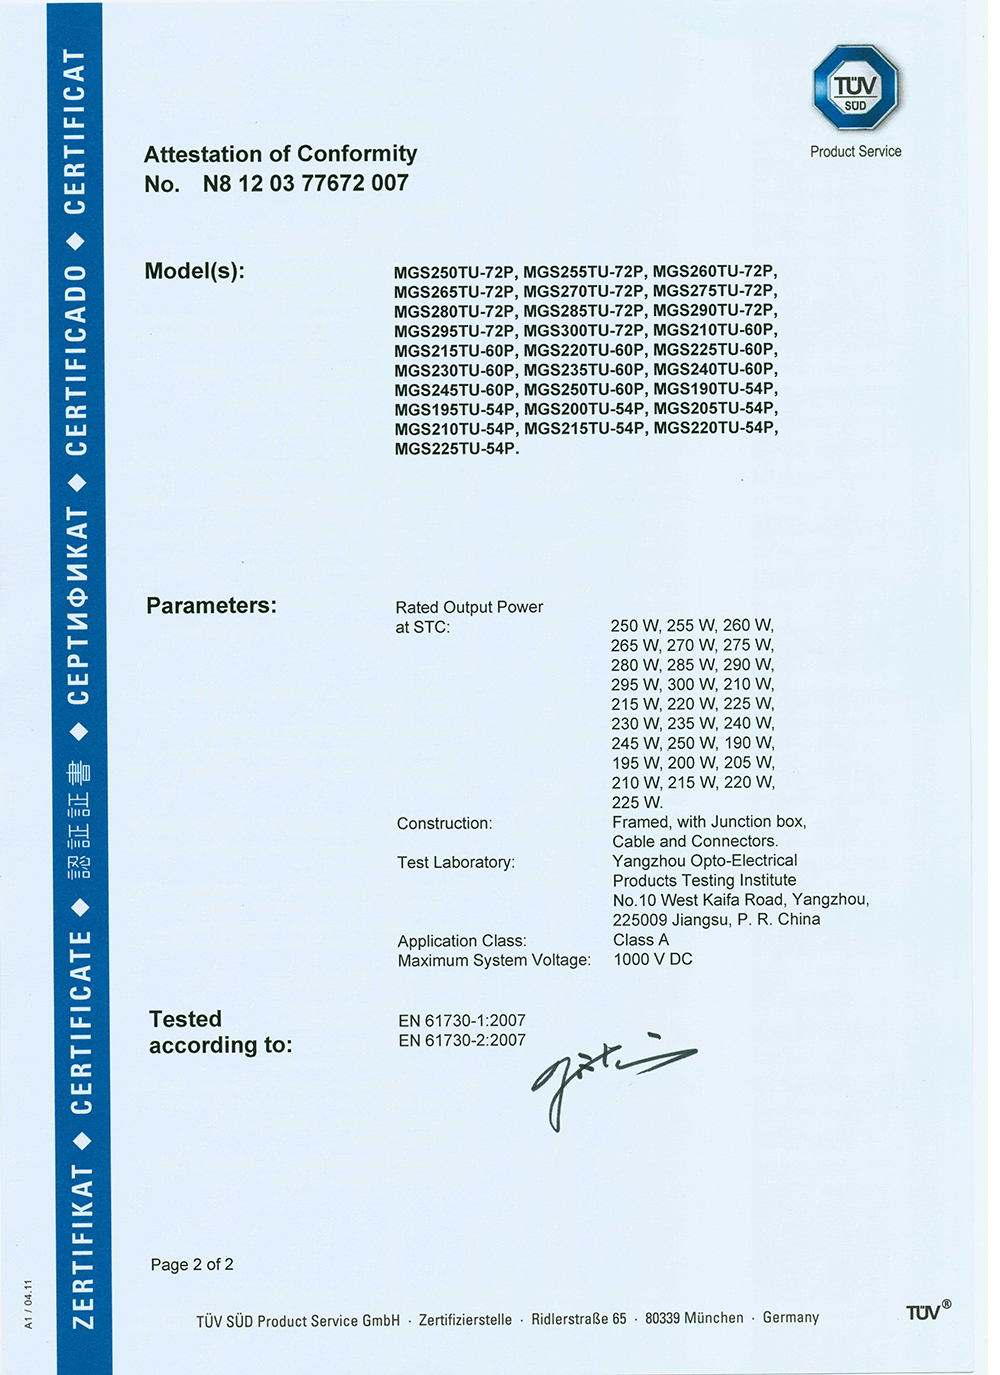 TÜV
SÜD
Product Service
Attestation of Conformity
No. N8 12 03 77672 007
Model(s):
MGS250TU-72P, MGS255TU-72P, MGS260TU-72P,
MGS265TU-72P, MGS270TU-72P, MGS275TU-72P,
MGS280TU-72P, MGS285TU-72P, MGS290TU-72P,
MGS295TU-72P, MGS300TU-72P, MGS210TU-60P,
MGS215TU-60P, MGS220TU-60P, MGS225TU-60P,
MGS230TU-60P, MGS235TU-60P, MGS240TU-60P,
MGS245TU-60P, MGS250TU-60P, MGS190TU-54P,
MGS195TU-54P, MGS200TU-54P, MGS205TU-54P,
MGS210TU-54P, MGS215TU-54P, MGS220TU-54P,
MGS225TU-54P.
Parameters:
Rated Output Power
at STC:
250 W, 255 W, 260 W,
265 W, 270 W, 275 W,
280 W, 285 W, 290 W,
295 W, 300 W, 210 W,
215 W, 220 W, 225 W,
230 W, 235 W, 240 W,
245 W, 250 W, 190 W,
195 W, 200 W, 205 W,
210 W, 215 W, 220 W,
225 W.
Construction: Framed, with Junction box,
Cable and Connectors.
Test Laboratory: Yangzhou Opto-Electrical
Products Testing Institute
No.10 West Kaifa Road, Yangzhou,
225009 Jiangsu, P. R. China
Application Class: Class A
Maximum System Voltage: 1000 V DC
Tested
according to:
EN 61730-1:2007
EN 61730-2:2007
Page 2 of 2
TÜV SÜD Product Service GmbH · Zertifizierstelle · Ridlerstraße 65 · 80339 München · Germany
TÜV®
A1 / 04.11
ZERTIFIKAT ◆ CERTIFICATE ◆ 認証証書 ◆ СЕРТИФИКАТ ◆ CERTIFICADO ◆ CERTIFICAT